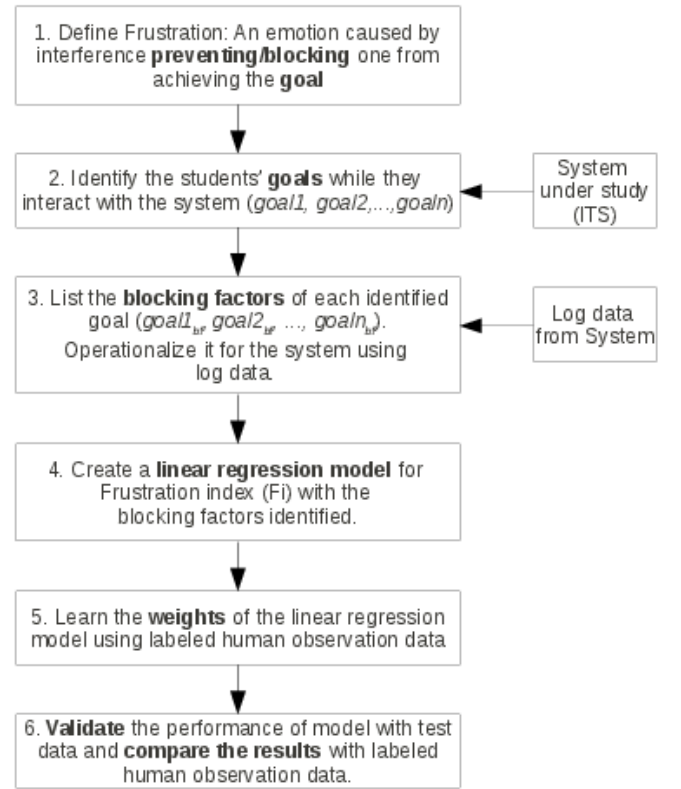 1. Define Frustration: An emotion caused by
interference preventing/blocking one from
achieving the goal
2. Identify the students' goals while they
interact with the system (goal1, goal2,...,goaln)
System
under study
(ITS)
3. List the blocking factors of each identified
goal (goal1bf, goal2bf, ..., goalnbf).
Operationalize it for the system using
log data.
Log data
from System
4. Create a linear regression model for
Frustration index (Fi) with the
blocking factors identified.
5. Learn the weights of the linear regression
model using labeled human observation data
6. Validate the performance of model with test
data and compare the results with labeled
human observation data.